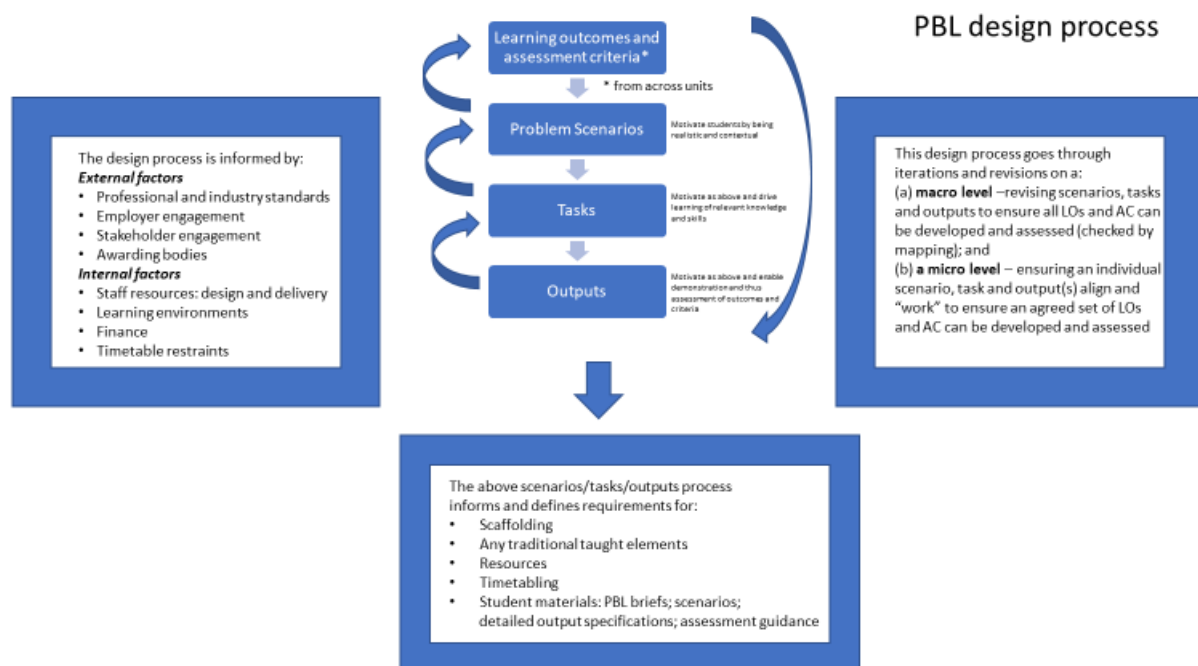 PBL design process
Learning outcomes and
assessment criteria*
* from across units
Problem Scenarios
Motivate students by being
realistic and contextual
Tasks
Motivate as above and drive
learning of relevant knowledge
and skills
Outputs
Motivate as above and enable
demonstration and thus
assessment of outcomes and
criteria
The design process is informed by:
External factors
• Professional and industry standards
• Employer engagement
• Stakeholder engagement
• Awarding bodies
Internal factors
• Staff resources: design and delivery
• Learning environments
• Finance
• Timetable restraints
This design process goes through
iterations and revisions on a:
(a) macro level –revising scenarios, tasks
and outputs to ensure all LOs and AC can
be developed and assessed (checked by
mapping); and
(b) a micro level – ensuring an individual
scenario, task and output(s) align and
“work” to ensure an agreed set of LOs
and AC can be developed and assessed
The above scenarios/tasks/outputs process
informs and defines requirements for:
• Scaffolding
• Any traditional taught elements
• Resources
• Timetabling
• Student materials: PBL briefs; scenarios;
detailed output specifications; assessment guidance